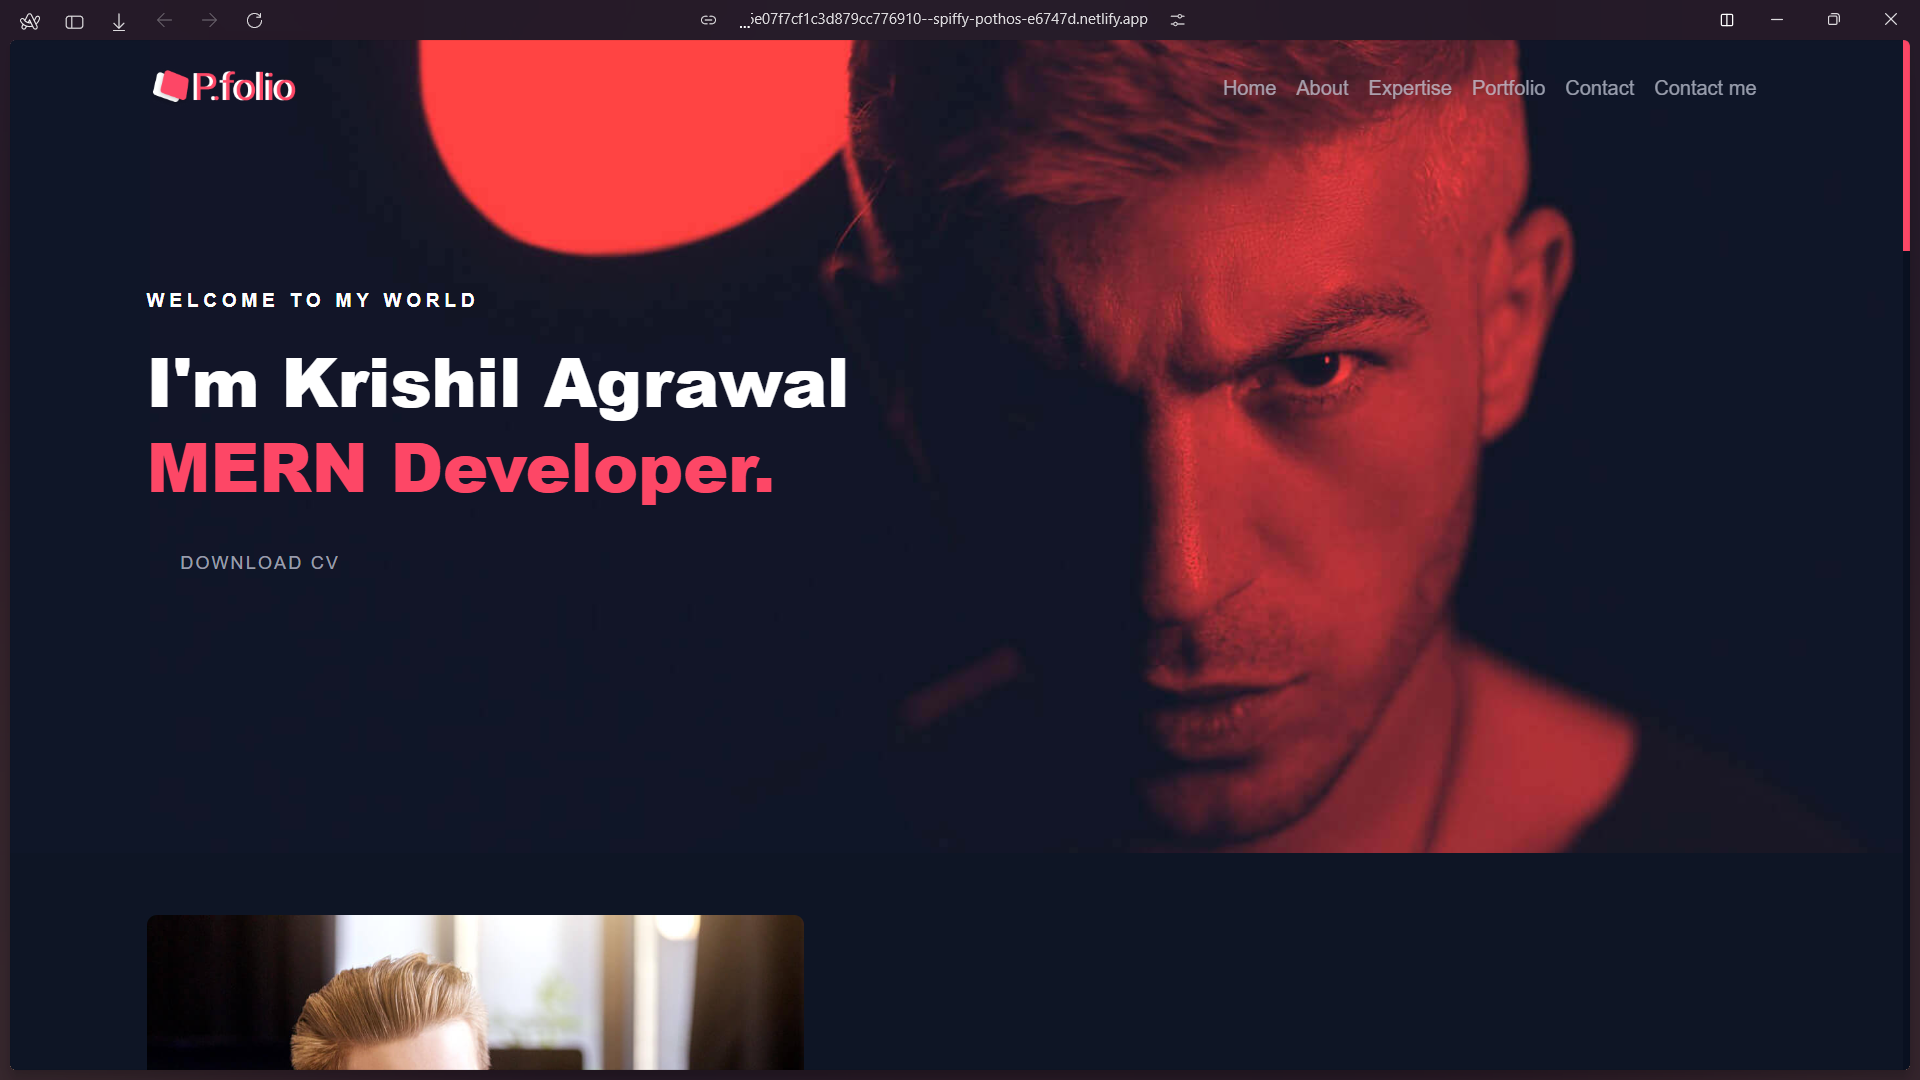 ...5e07f7cf1c3d879cc776910--spiffy-pothos-e6747d.netlify.app
P.folio
Home About Expertise Portfolio Contact Contact me
WELCOME TO MY WORLD
I'm Krishil Agrawal
MERN Developer.
DOWNLOAD CV